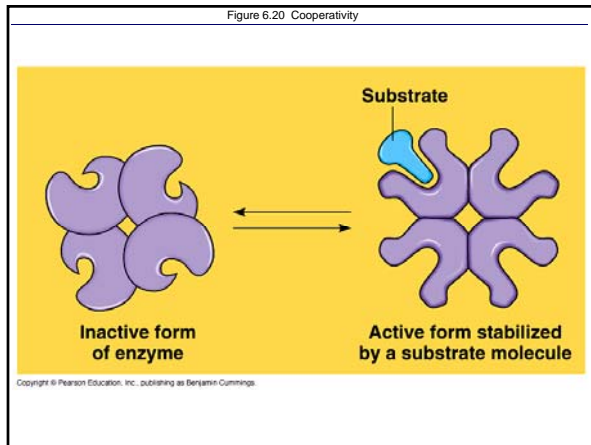 Figure 6.20 Cooperativity
Substrate
Inactive form
of enzyme
Active form stabilized
by a substrate molecule
Copyright © Pearson Education, Inc., publishing as Benjamin Cummings.